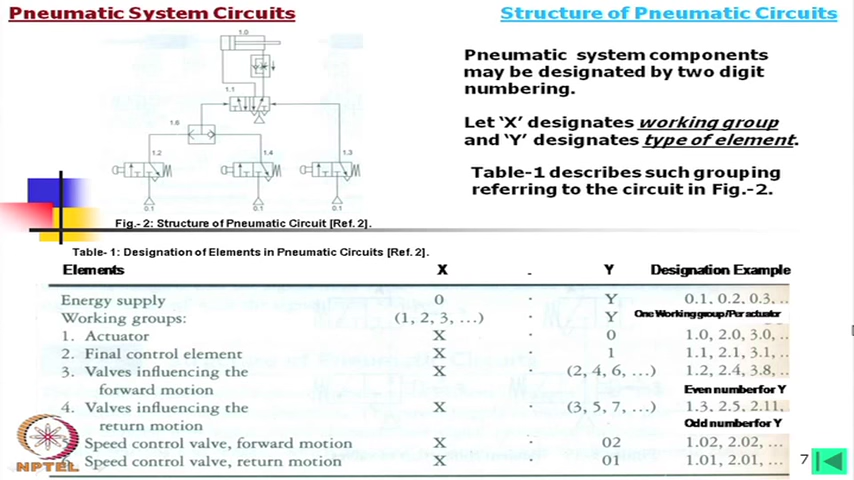 Pneumatic System Circuits
Structure of Pneumatic Circuits
1.0
1.1
1.6
1.2
1.4
1.3
0.1
0.1
0.1
Fig.- 2: Structure of Pneumatic Circuit [Ref. 2].
Pneumatic system components
may be designated by two digit
numbering.
Let ‘X’ designates working group
and ‘Y’ designates type of element.
Table-1 describes such grouping
referring to the circuit in Fig.-2.
Table- 1: Designation of Elements in Pneumatic Circuits [Ref. 2].
Elements X . Y Designation Example
Energy supply 0 . Y 0.1, 0.2, 0.3, ..
Working groups: (1, 2, 3, ...) . Y One Working group/Per actuator
1. Actuator X . 0 1.0, 2.0, 3.0, ..
2. Final control element X . 1 1.1, 2.1, 3.1, ..
3. Valves influencing the X . (2, 4, 6, ...) 1.2, 2.4, 3.8, ..
forward motion Even number for Y
4. Valves influencing the X . (3, 5, 7, ...) 1.3, 2.5, 2.11,
return motion Odd number for Y
Speed control valve, forward motion X . 02 1.02, 2.02, ...
Speed control valve, return motion X . 01 1.01, 2.01, ...
NPTEL
7